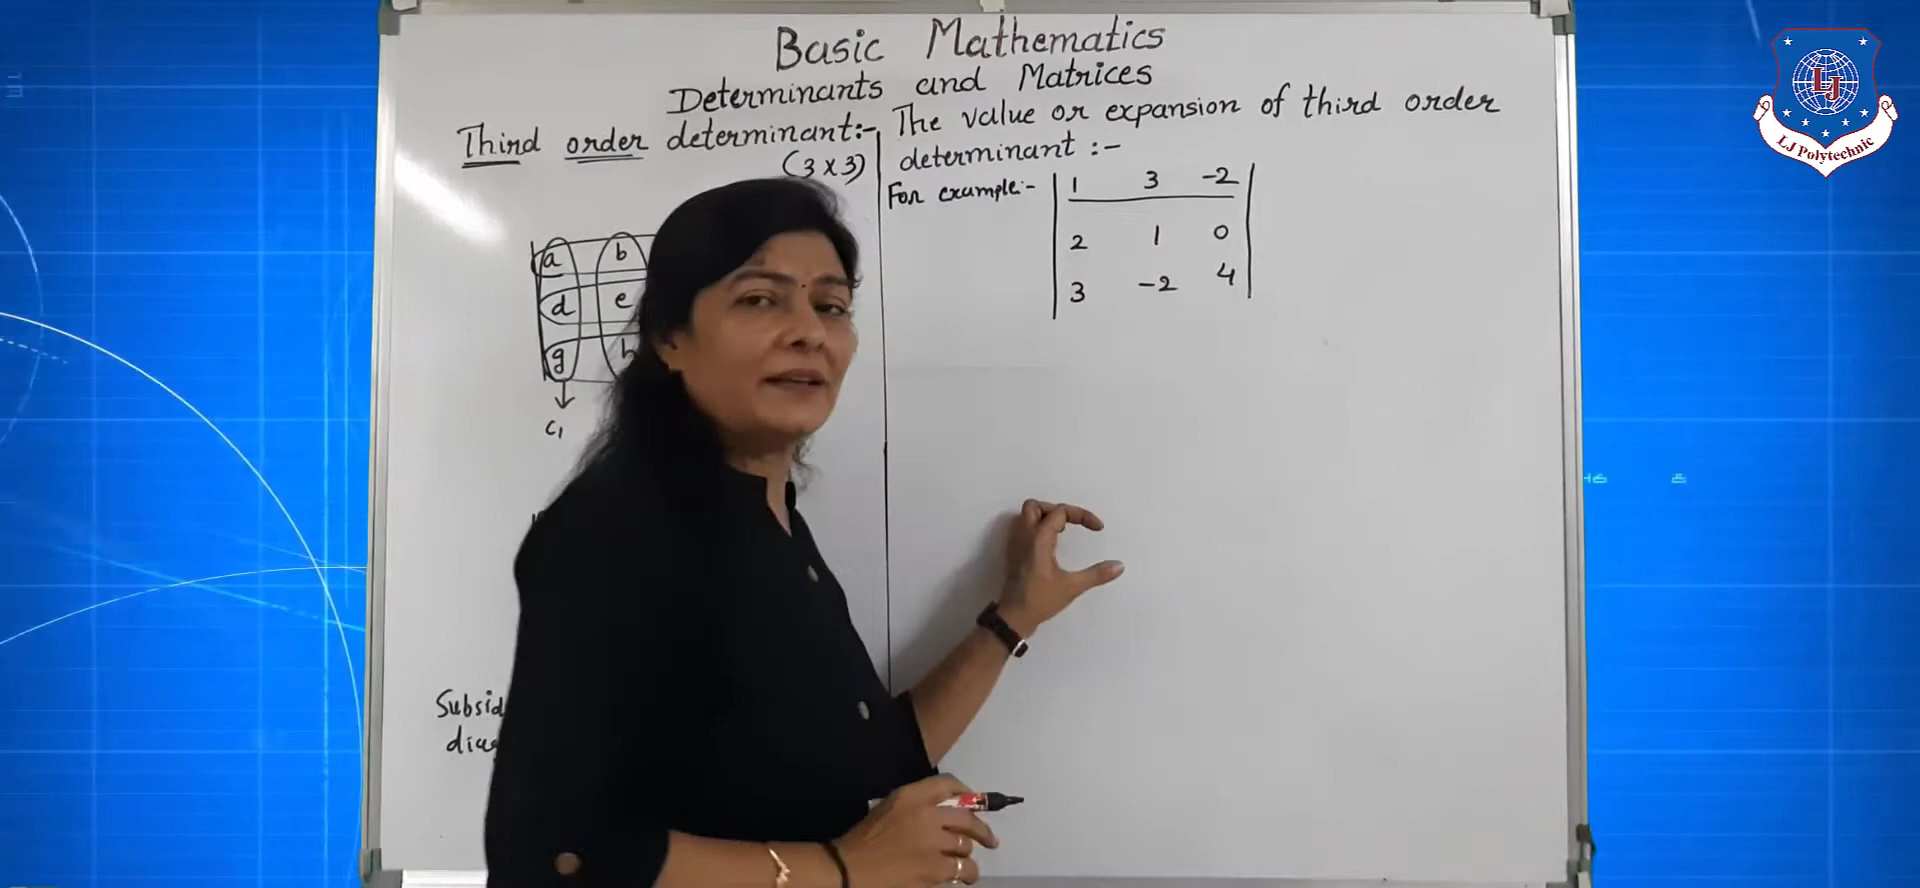 Basic Mathematics
Determinants and Matrices
Third order determinant:-
(3 x 3)
a b
d e
g h
C1
The value or expansion of third order
determinant :-
For example:-
1 3 -2
2 1 0
3 -2 4
LJ
LJ Polytechnic